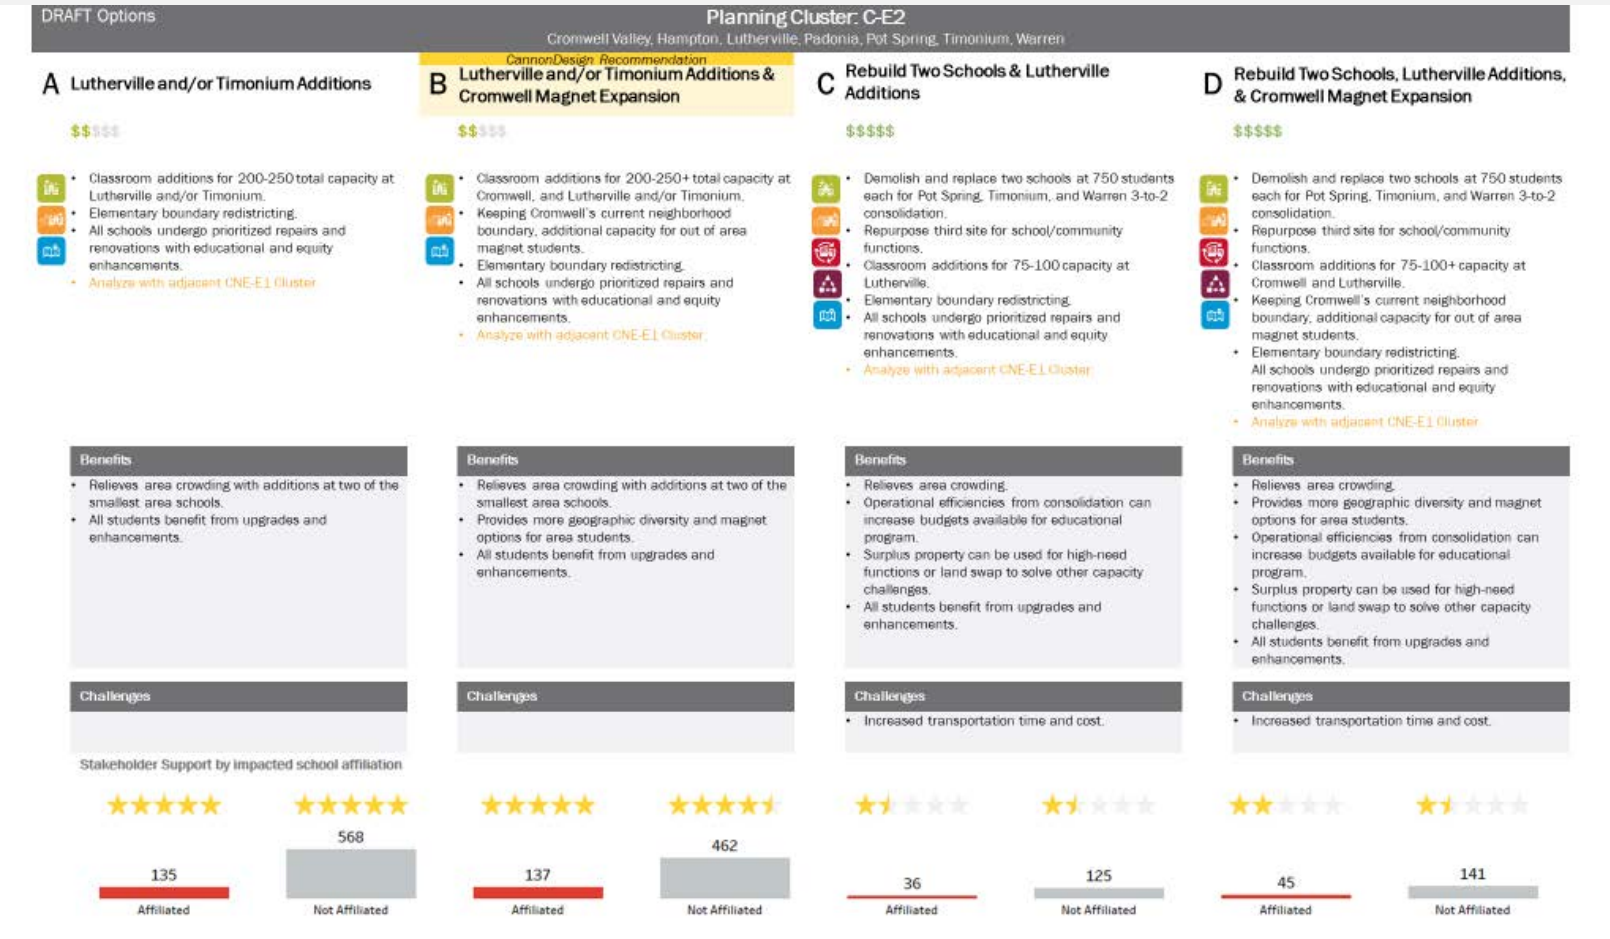 DRAFT Options
Planning Cluster: C-E2
Cromwell Valley, Hampton, Lutherville, Padonia, Pot Spring, Timonium, Warren
A
Lutherville and/or Timonium Additions
$$$$$
Classroom additions for 200-250 total capacity at
Lutherville and/or Timonium.
Elementary boundary redistricting.
All schools undergo prioritized repairs and
renovations with educational and equity
enhancements.
Analyze with adjacent CNE-E1 Cluster
Benefits
Relieves area crowding with additions at two of the
smallest area schools.
All students benefit from upgrades and
enhancements.
Challenges
Stakeholder Support by impacted school affiliation
135
Affiliated
568
Not Affiliated
CannonDesign Recommendation
B
Lutherville and/or Timonium Additions &
Cromwell Magnet Expansion
$$$$$
Classroom additions for 200-250+ total capacity at
Cromwell, and Lutherville and/or Timonium.
Keeping Cromwell's current neighborhood
boundary, additional capacity for out of area
magnet students.
Elementary boundary redistricting.
All schools undergo prioritized repairs and
renovations with educational and equity
enhancements.
Analyze with adjacent CNE-E1 Cluster.
Benefits
Relieves area crowding with additions at two of the
smallest area schools.
Provides more geographic diversity and magnet
options for area students.
All students benefit from upgrades and
enhancements.
Challenges
137
Affiliated
462
Not Affiliated
C
Rebuild Two Schools & Lutherville
Additions
$$$$$
Demolish and replace two schools at 750 students
each for Pot Spring, Timonium, and Warren 3-to-2
consolidation.
Repurpose third site for school/community
functions.
Classroom additions for 75-100 capacity at
Lutherville.
Elementary boundary redistricting.
All schools undergo prioritized repairs and
renovations with educational and equity
enhancements.
Analyze with adjacent CNE-E1 Cluster
Benefits
Relieves area crowding.
Operational efficiencies from consolidation can
increase budgets available for educational
program.
Surplus property can be used for high-need
functions or land swap to solve other capacity
challenges.
All students benefit from upgrades and
enhancements.
Challenges
Increased transportation time and cost.
36
Affiliated
125
Not Affiliated
D
Rebuild Two Schools, Lutherville Additions,
& Cromwell Magnet Expansion
$$$$$
Demolish and replace two schools at 750 students
each for Pot Spring, Timonium, and Warren 3-to-2
consolidation.
Repurpose third site for school/community
functions.
Classroom additions for 75-100+ capacity at
Cromwell and Lutherville.
Keeping Cromwell's current neighborhood
boundary, additional capacity for out of area
magnet students.
Elementary boundary redistricting.
All schools undergo prioritized repairs and
renovations with educational and equity
enhancements.
Analyze with adjacent CNE-E1 Cluster
Benefits
Relieves area crowding.
Provides more geographic diversity and magnet
options for area students.
Operational efficiencies from consolidation can
increase budgets available for educational
program.
Surplus property can be used for high-need
functions or land swap to solve other capacity
challenges.
All students benefit from upgrades and
enhancements.
Challenges
Increased transportation time and cost.
45
Affiliated
141
Not Affiliated